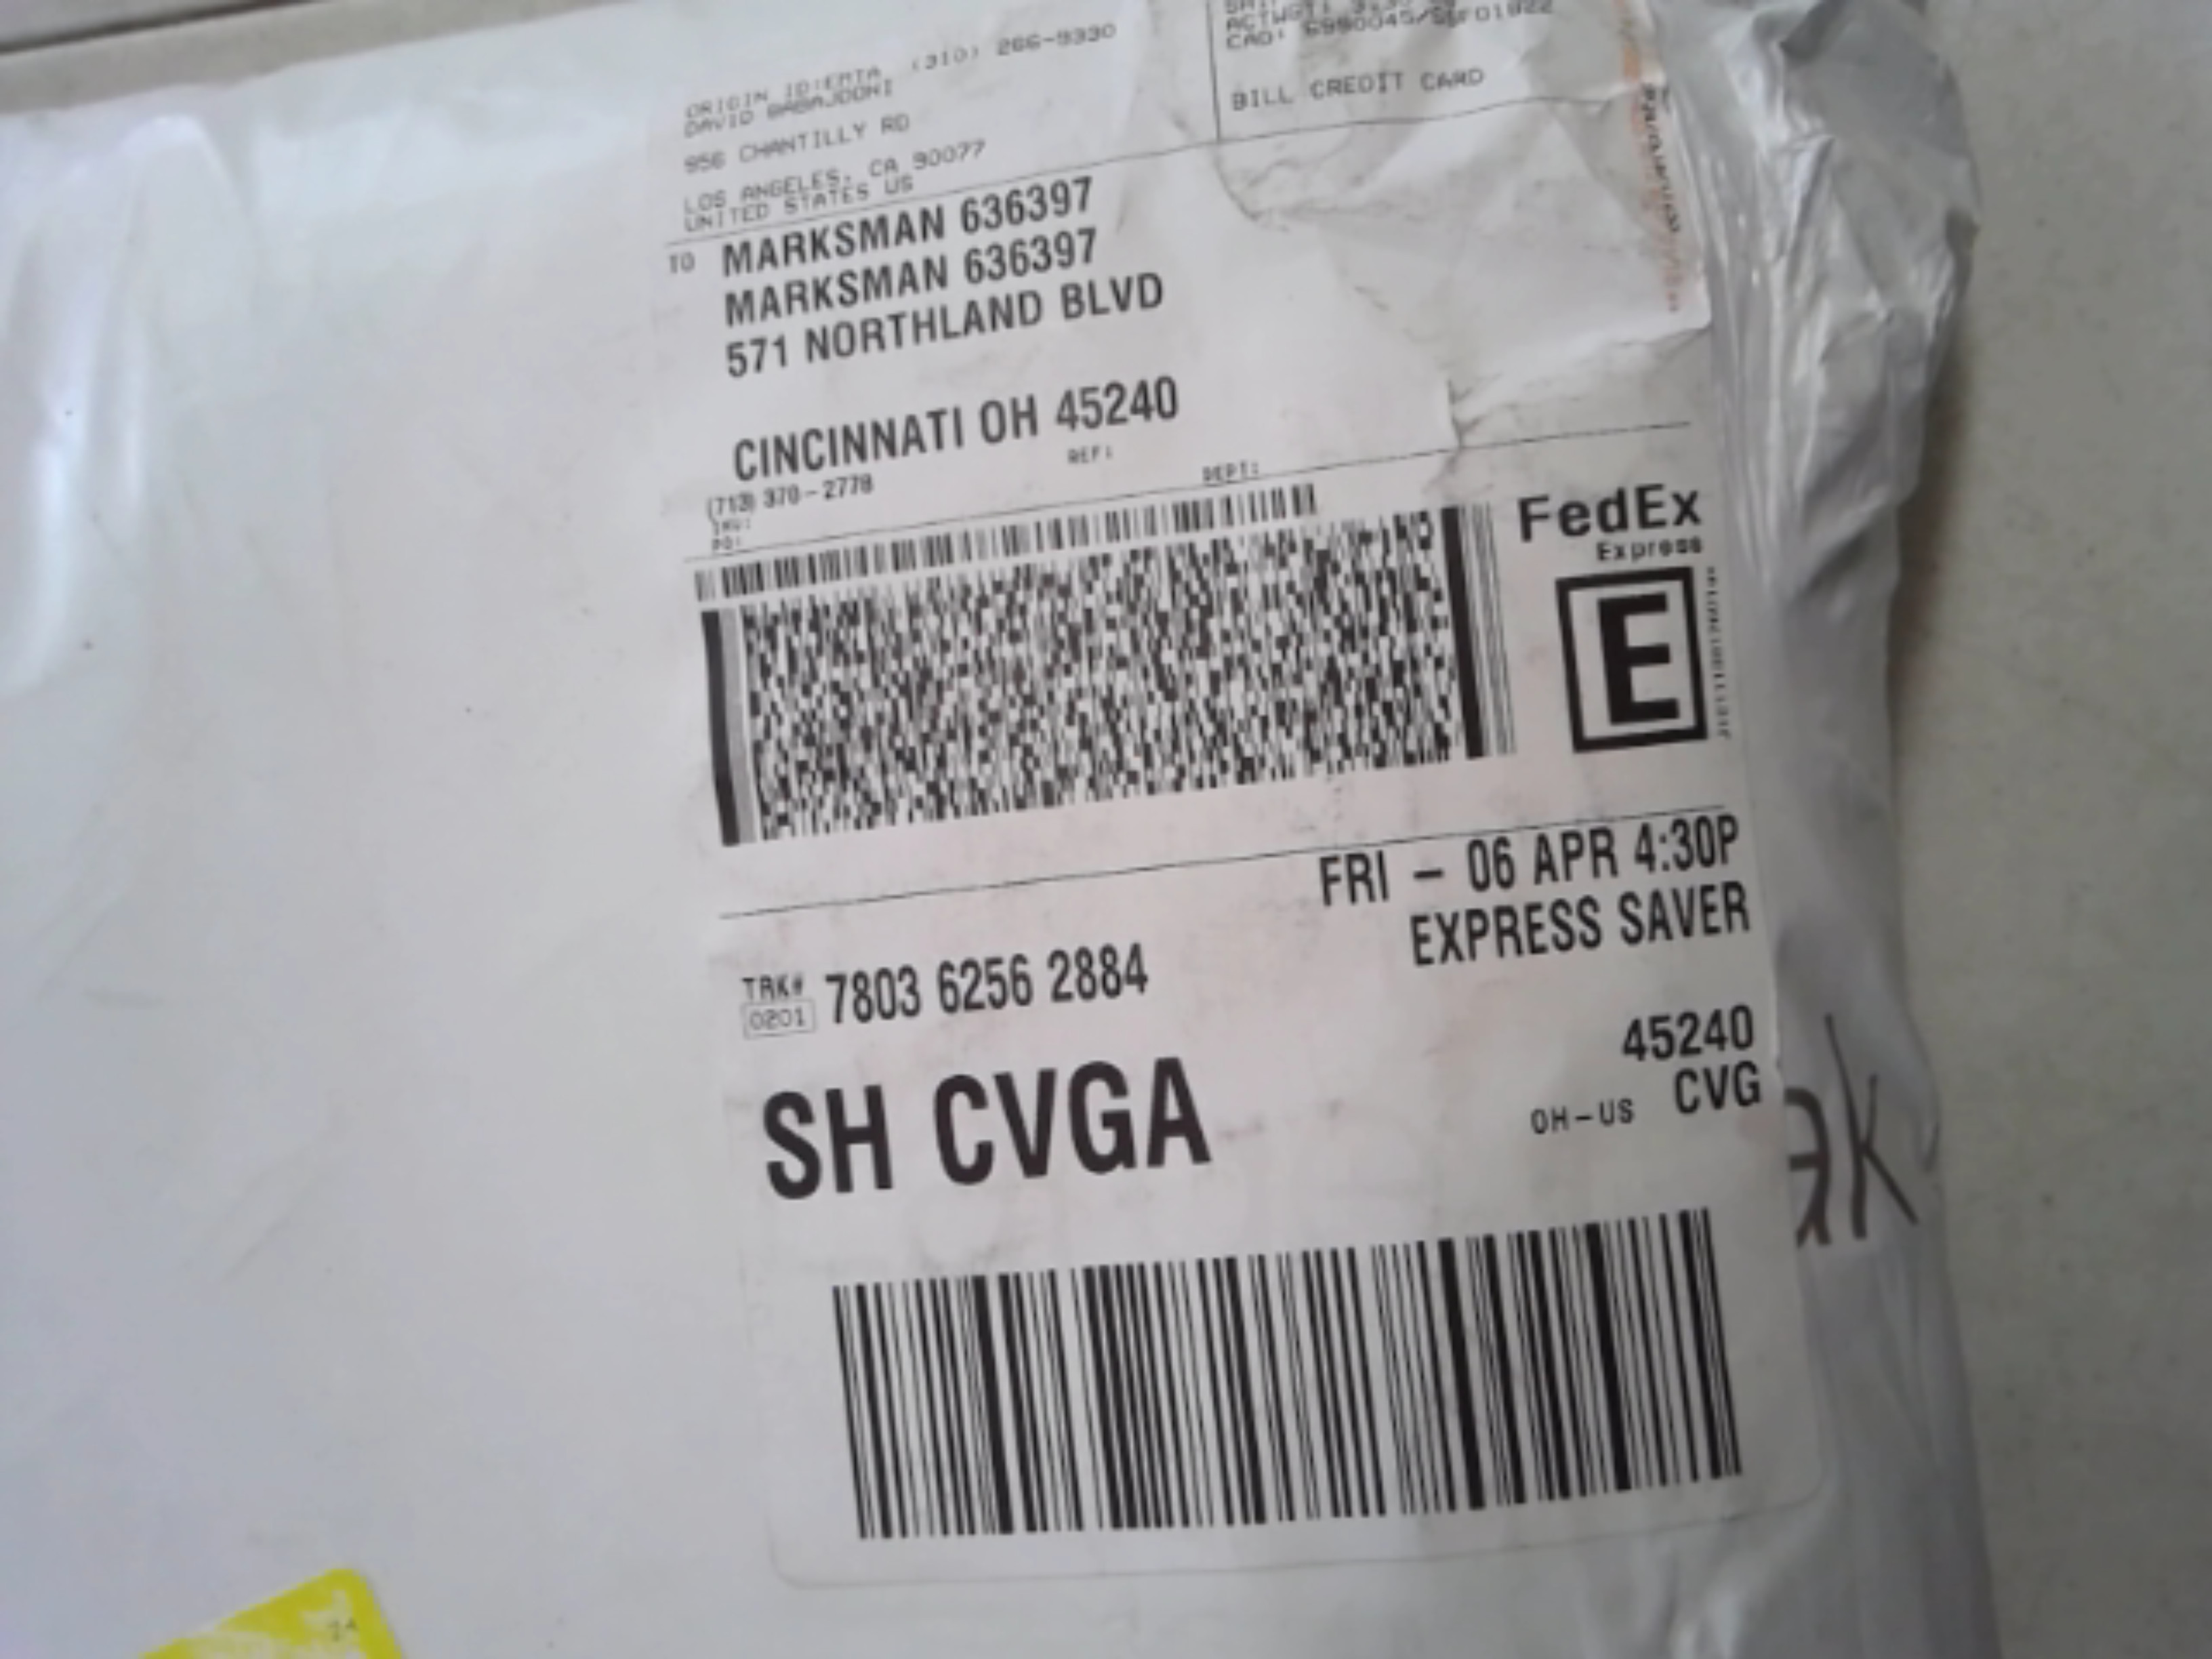 ORIGIN ID:EMTA (310) 266-9330
DAVID BABAJOONI
956 CHANTILLY RD
LOS ANGELES, CA 90077
UNITED STATES US
BILL CREDIT CARD
TO MARKSMAN 636397
MARKSMAN 636397
571 NORTHLAND BLVD
CINCINNATI OH 45240
(713) 370-2778 REF:
INV:
PO: DEPT:
FedEx
Express
E
FRI - 06 APR 4:30P
EXPRESS SAVER
TRK# 7803 6256 2884
0201
45240
SH CVGA
OH-US CVG